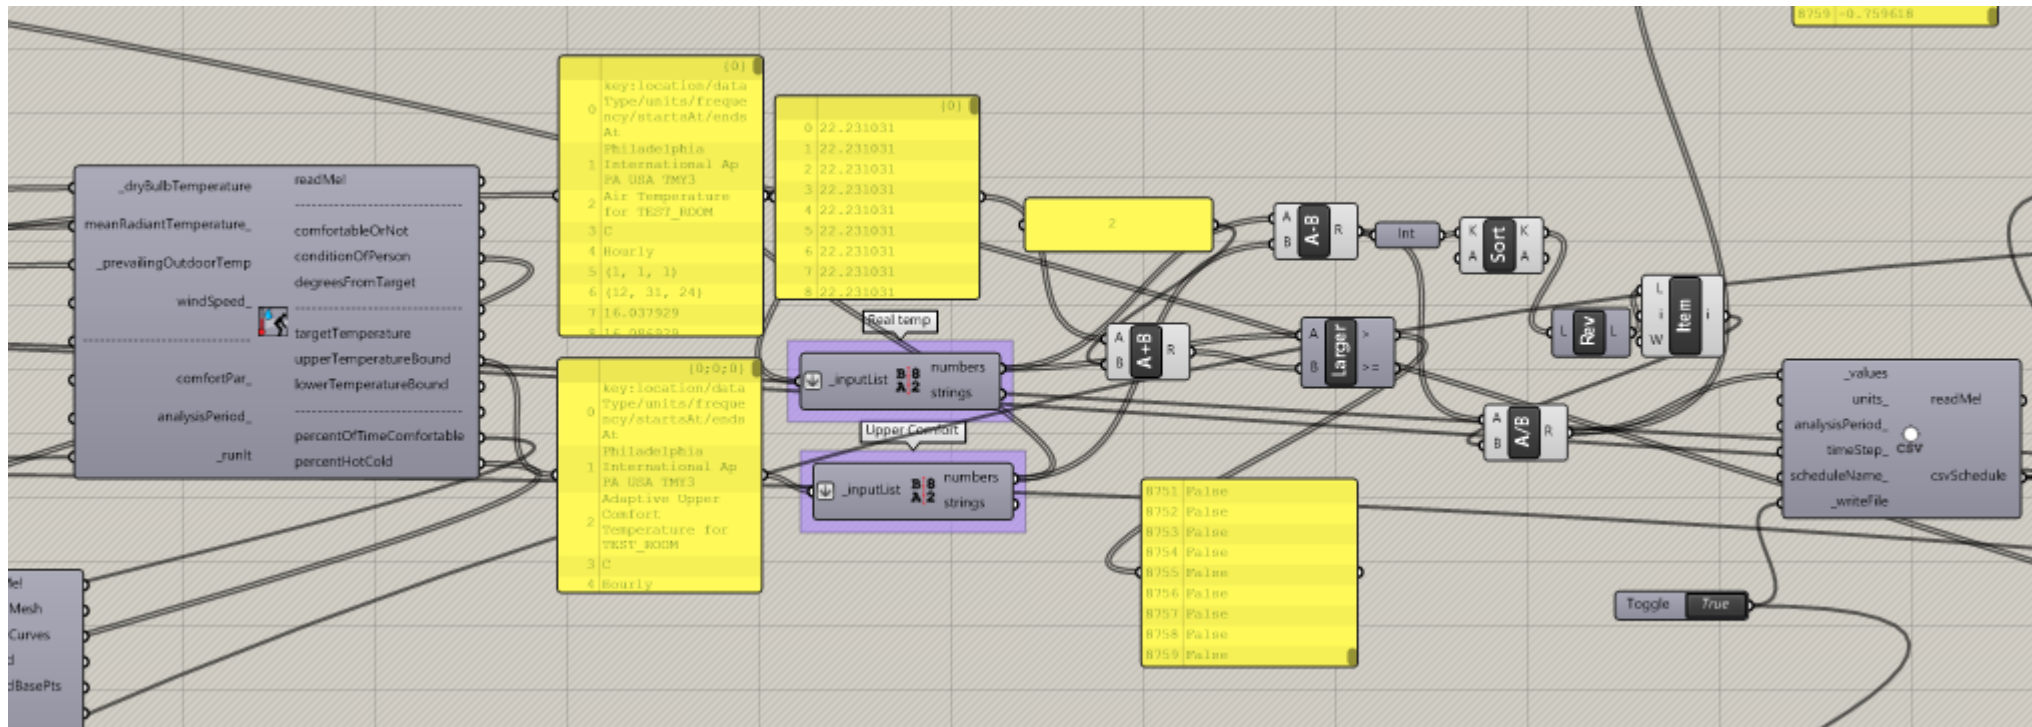 8759 -0.759618
_dryBulbTemperature
meanRadiantTemperature_
_prevailingOutdoorTemp
windSpeed_
comfortPar_
analysisPeriod_
_runIt
readMe!
comfortableOrNot
conditionOfPerson
degreesFromTarget
targetTemperature
upperTemperatureBound
lowerTemperatureBound
percentOfTimeComfortable
percentHotCold
{0}
0 key:location/data
Type/units/freque
ncy/startsAt/ends
At
1 Philadelphia
International Ap
PA USA TMY3
2 Air Temperature
for TEST_ROOM
3 C
4 Hourly
5 (1, 1, 1)
6 (12, 31, 24)
7 16.037929
{0}
0 22.231031
1 22.231031
2 22.231031
3 22.231031
4 22.231031
5 22.231031
6 22.231031
7 22.231031
8 22.231031
{0;0;0}
0 key:location/data
Type/units/freque
ncy/startsAt/ends
At
1 Philadelphia
International Ap
PA USA TMY3
2 Adaptive Upper
Comfort
Temperature for
TEST_ROOM
3 C
4 Hourly
Real temp
_inputList
numbers
strings
Upper Comfort
_inputList
numbers
strings
2
A
B
A-B
R
Int
K
A
Sort
K
A
A
B
A+B
R
A
B
Larger
>
>=
L
Rev
L
L
i
W
Item
i
A
B
A/B
R
8751 False
8752 False
8753 False
8754 False
8755 False
8756 False
8757 False
8758 False
8759 False
_values
units_
analysisPeriod_
timeStep_
scheduleName_
_writeFile
CSV
readMe!
csvSchedule
Toggle True
Mesh
Curves